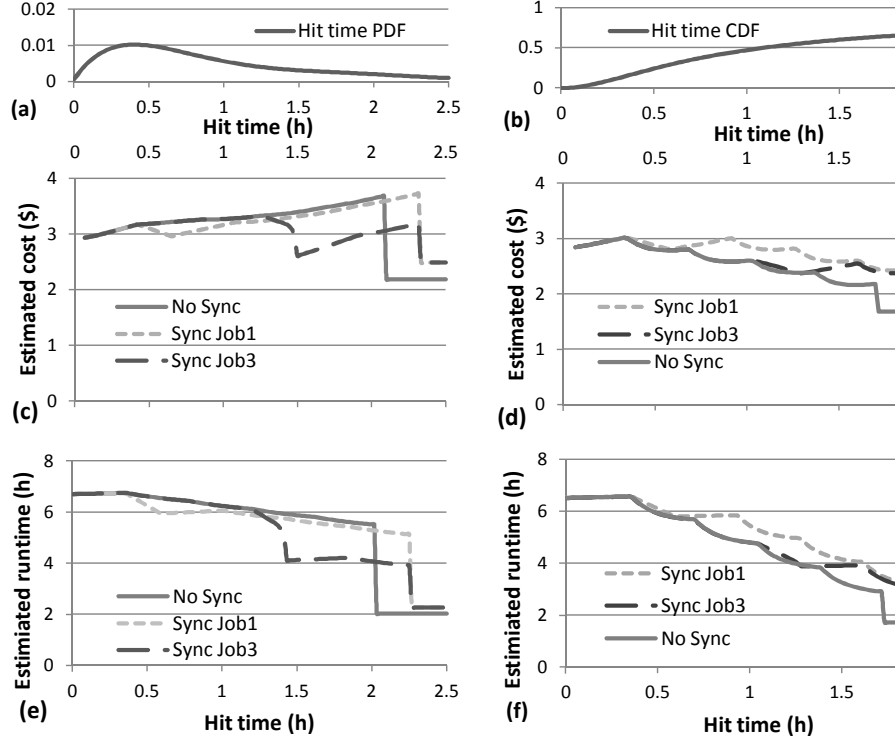 0.02
0.01
0
Hit time PDF
0 0.5 1 1.5 2 2.5
(a)
Hit time (h)
1
0.5
0
Hit time CDF
0 0.5 1 1.5
(b)
Hit time (h)
0 0.5 1 1.5 2 2.5
4
3
2
1
0
Estimated cost ($)
No Sync
Sync Job1
Sync Job3
(c)
0 0.5 1 1.5
4
3
2
1
0
Estimated cost ($)
Sync Job1
Sync Job3
No Sync
(d)
8
6
4
2
0
Estimiated runtime (h)
No Sync
Sync Job1
Sync Job3
0 0.5 1 1.5 2 2.5
(e)
Hit time (h)
8
6
4
2
0
Estimated runtime (h)
Sync Job1
Sync Job3
No Sync
0 0.5 1 1.5
(f)
Hit time (h)